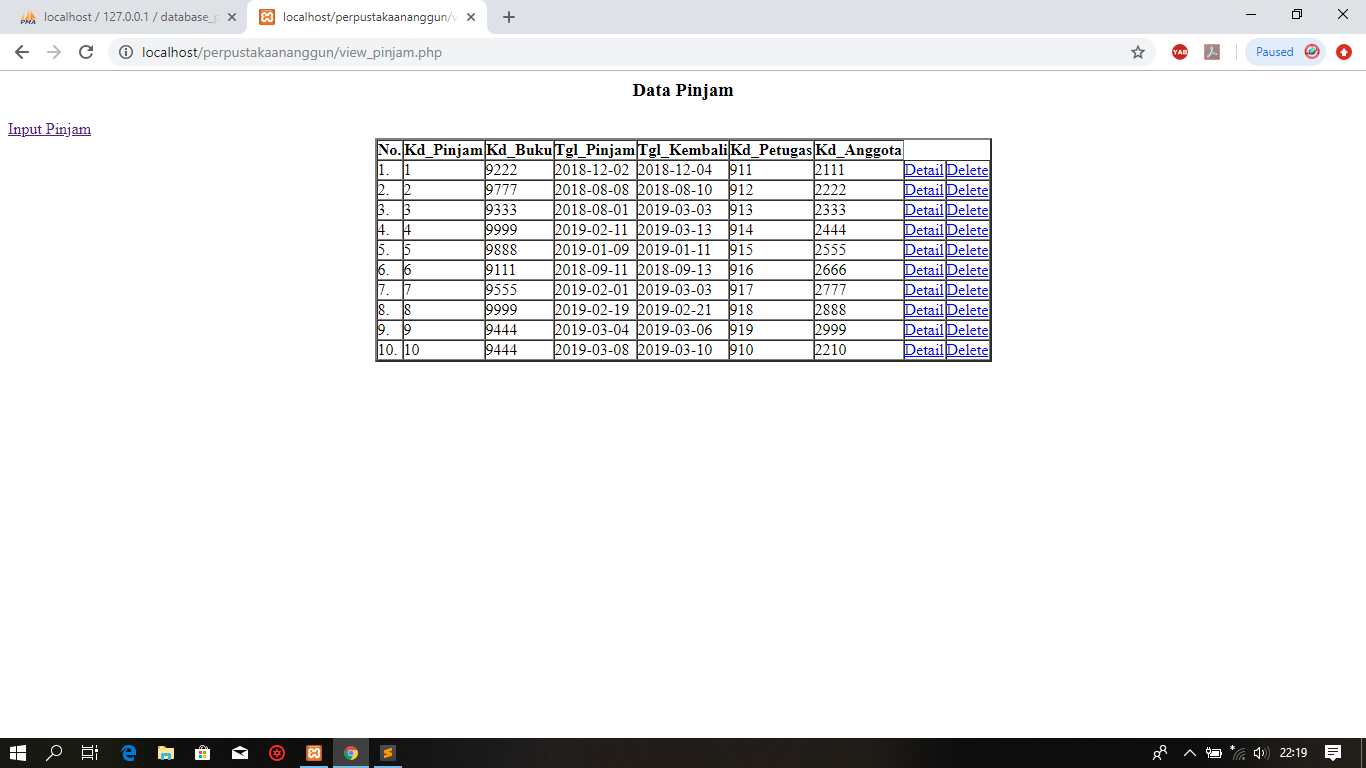 localhost / 127.0.0.1 / database_p
localhost/perpustakaananggun/v
localhost/perpustakaananggun/view_pinjam.php
YAB
Paused
Data Pinjam
Input Pinjam
No. Kd_Pinjam Kd_Buku Tgl_Pinjam Tgl_Kembali Kd_Petugas Kd_Anggota
1. 1 9222 2018-12-02 2018-12-04 911 2111 Detail Delete
2. 2 9777 2018-08-08 2018-08-10 912 2222 Detail Delete
3. 3 9333 2018-08-01 2019-03-03 913 2333 Detail Delete
4. 4 9999 2019-02-11 2019-03-13 914 2444 Detail Delete
5. 5 9888 2019-01-09 2019-01-11 915 2555 Detail Delete
6. 6 9111 2018-09-11 2018-09-13 916 2666 Detail Delete
7. 7 9555 2019-02-01 2019-03-03 917 2777 Detail Delete
8. 8 9999 2019-02-19 2019-02-21 918 2888 Detail Delete
9. 9 9444 2019-03-04 2019-03-06 919 2999 Detail Delete
10. 10 9444 2019-03-08 2019-03-10 910 2210 Detail Delete
22:19